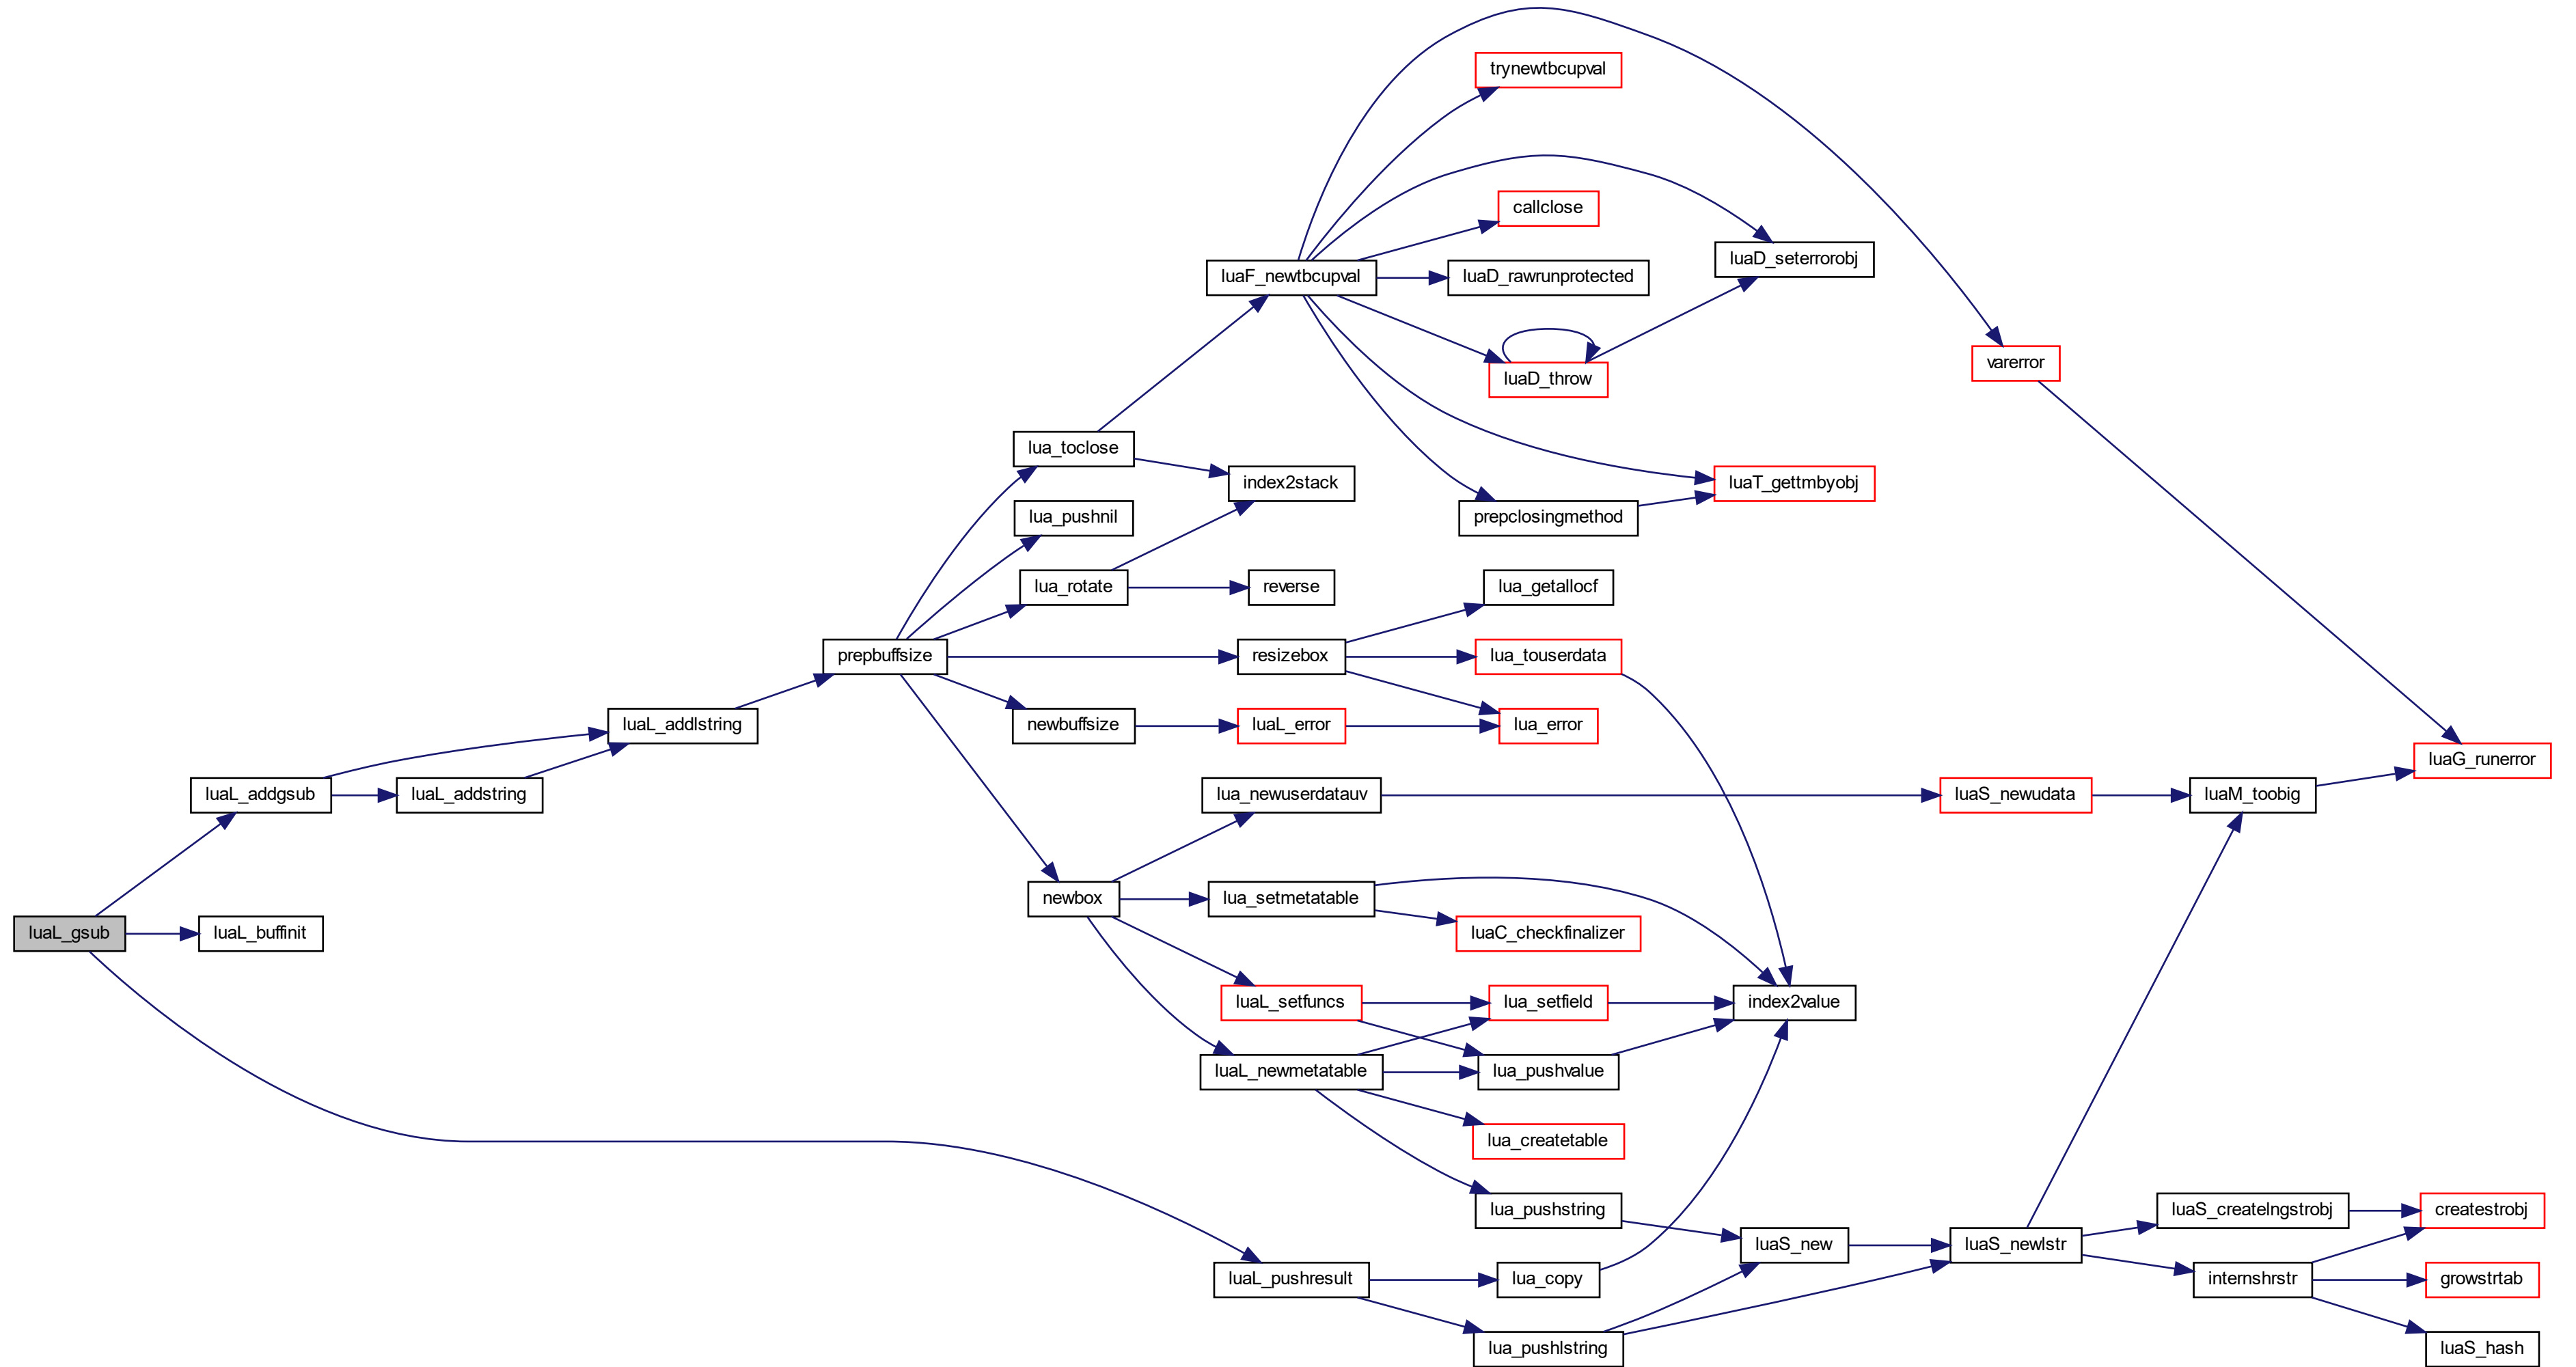 trynewtbcupval
callclose
luaD_seterrorobj
luaF_newtbcupval
luaD_rawrunprotected
varerror
luaD_throw
lua_toclose
index2stack
luaT_gettmbyobj
lua_pushnil
prepclosingmethod
lua_rotate
reverse
lua_getallocf
prepbuffsize
resizebox
lua_touserdata
luaL_addlstring
newbuffsize
luaL_error
lua_error
luaG_runerror
luaL_addgsub
luaL_addstring
lua_newuserdatauv
luaS_newudata
luaM_toobig
newbox
lua_setmetatable
luaL_gsub
luaL_buffinit
luaC_checkfinalizer
luaL_setfuncs
lua_setfield
index2value
luaL_newmetatable
lua_pushvalue
lua_createtable
lua_pushstring
luaS_createlngstrobj
createstrobj
luaS_new
luaS_newlstr
luaL_pushresult
lua_copy
internshrstr
growstrtab
lua_pushlstring
luaS_hash